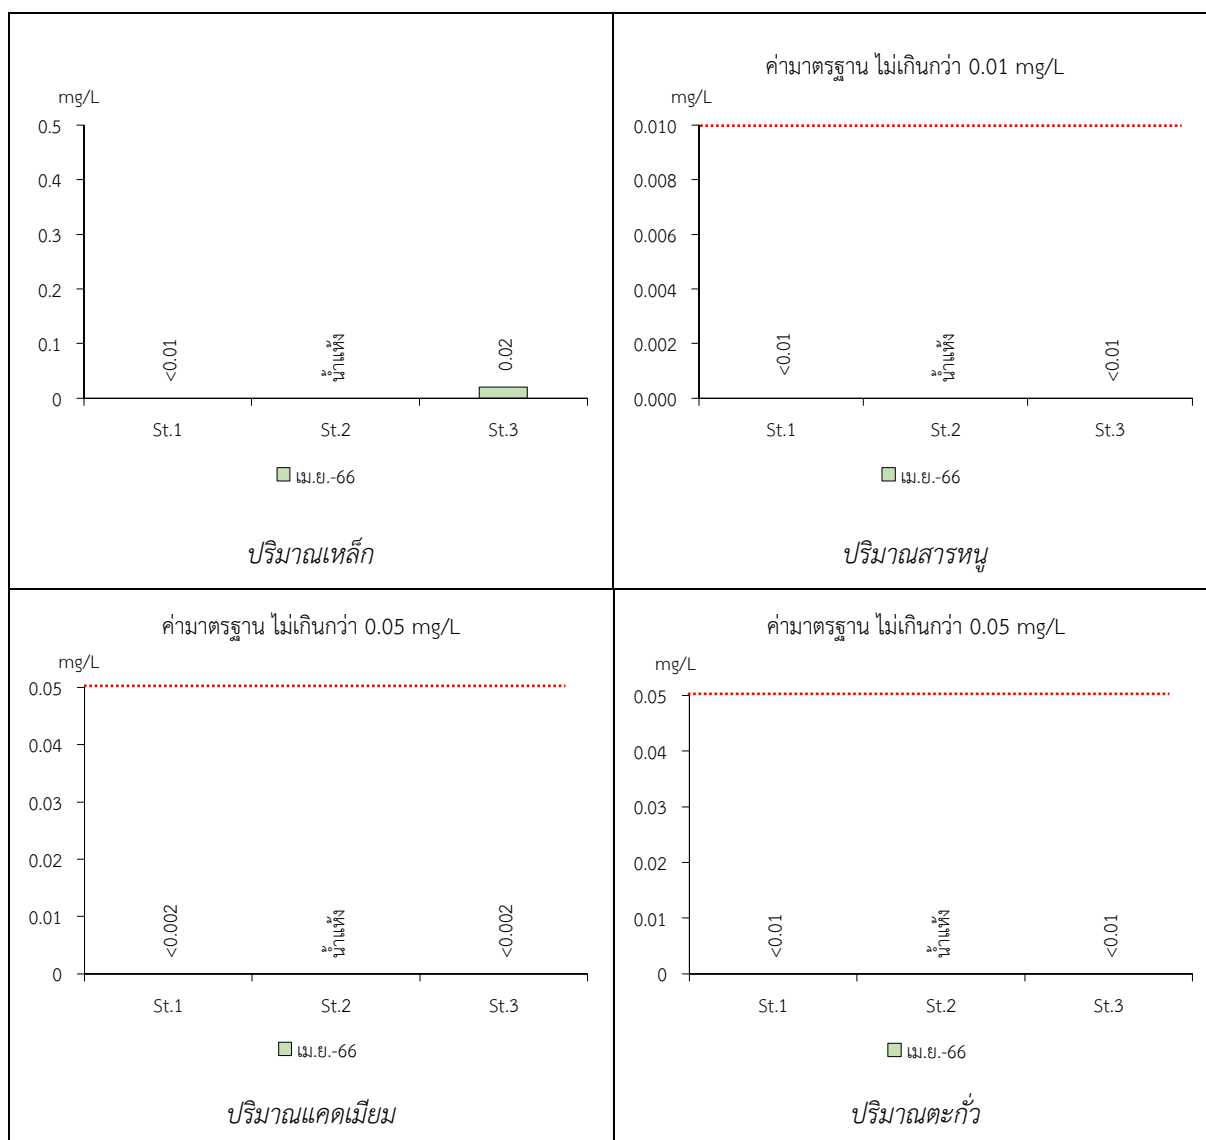 mg/L
0.5
0.4
0.3
0.2
0.1
0
<0.01
น้ำแห้ง
0.02
St.1 St.2 St.3
เม.ย.-66
ปริมาณเหล็ก
ค่ามาตรฐาน ไม่เกินกว่า 0.01 mg/L
mg/L
0.010
0.008
0.006
0.004
0.002
0.000
<0.01
น้ำแห้ง
<0.01
St.1 St.2 St.3
เม.ย.-66
ปริมาณสารหนู
ค่ามาตรฐาน ไม่เกินกว่า 0.05 mg/L
mg/L
0.05
0.04
0.03
0.02
0.01
0
<0.002
น้ำแห้ง
<0.002
St.1 St.2 St.3
เม.ย.-66
ปริมาณแคดเมียม
ค่ามาตรฐาน ไม่เกินกว่า 0.05 mg/L
mg/L
0.05
0.04
0.03
0.02
0.01
0
<0.01
น้ำแห้ง
<0.01
St.1 St.2 St.3
เม.ย.-66
ปริมาณตะกั่ว